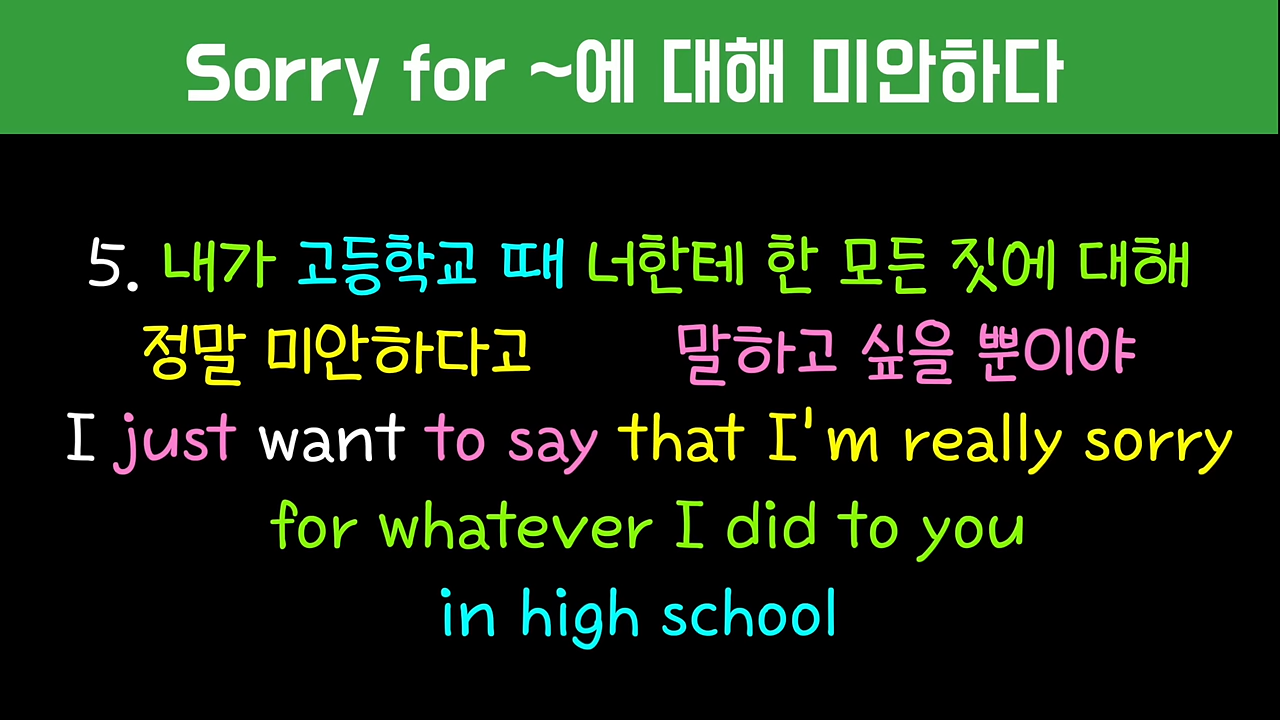 Sorry for ~에 대해 미안하다
5. 내가 고등학교 때 너한테 한 모든 짓에 대해
정말 미안하다고 말하고 싶을 뿐이야
I just want to say that I'm really sorry
for whatever I did to you
in high school